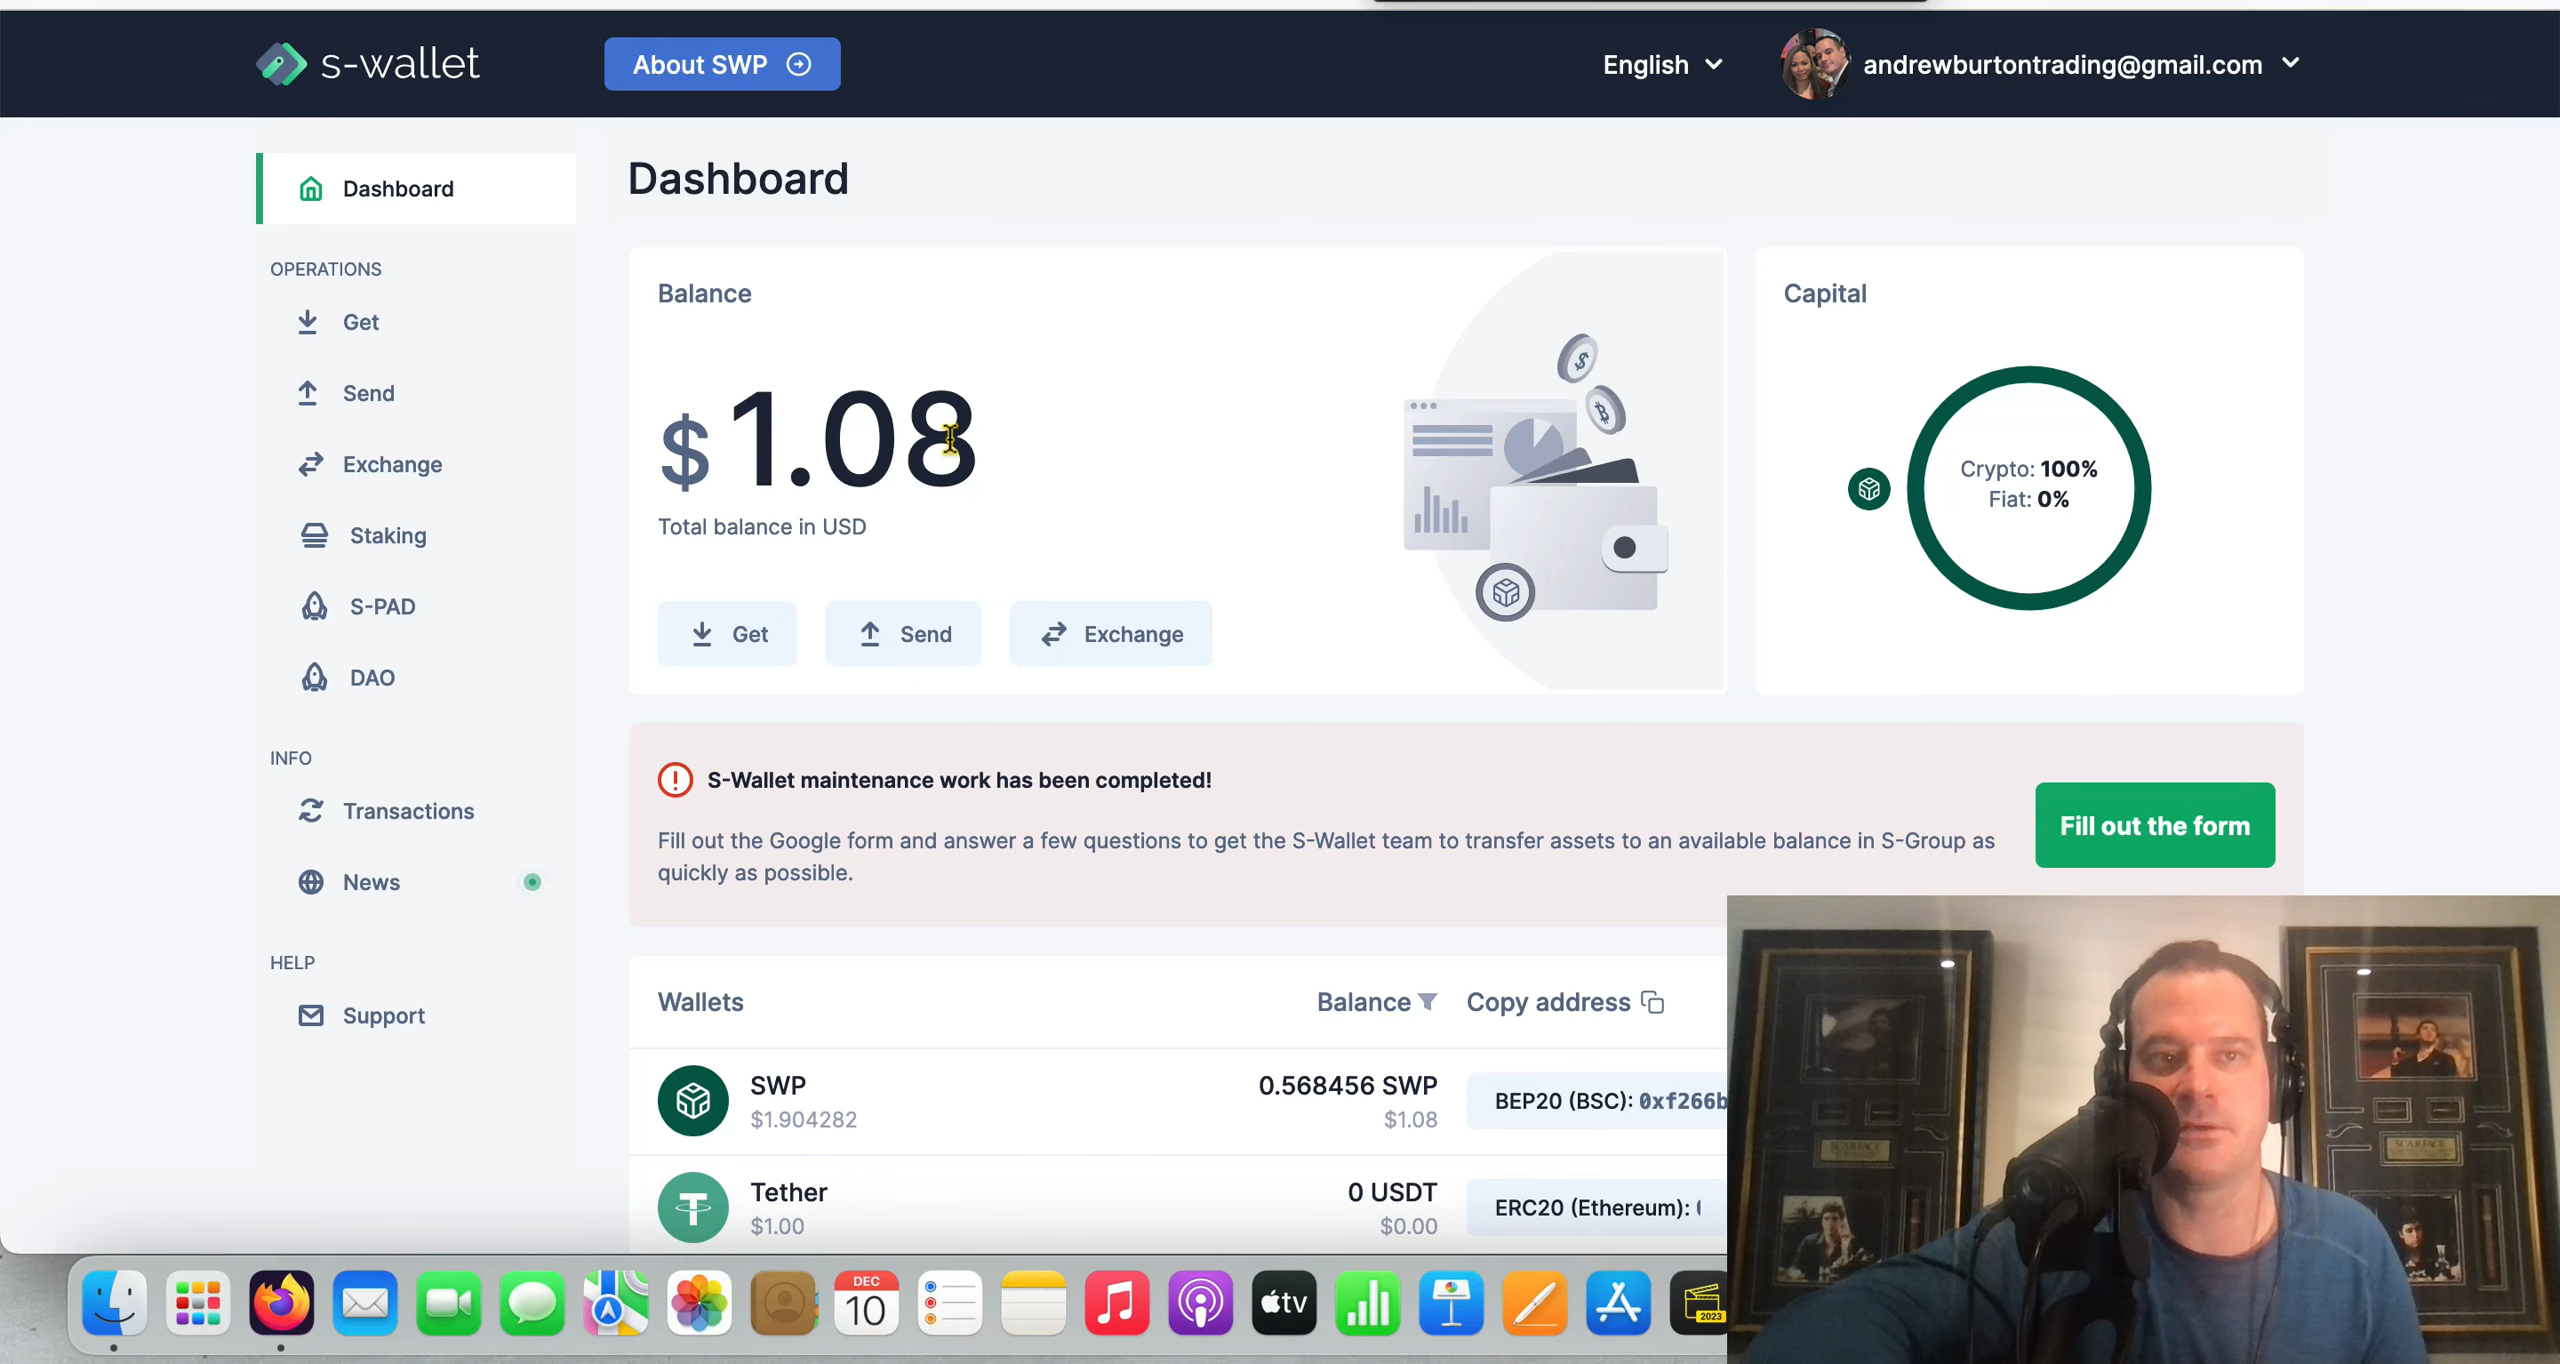 s-wallet
About SWP
English
andrewburtontrading@gmail.com
Dashboard
OPERATIONS
Get
Send
Exchange
Staking
S-PAD
DAO
INFO
Transactions
News
HELP
Support
Dashboard
Balance
$ 1.08
Total balance in USD
Get
Send
Exchange
Capital
Crypto: 100%
Fiat: 0%
S-Wallet maintenance work has been completed!
Fill out the Google form and answer a few questions to get the S-Wallet team to transfer assets to an available balance in S-Group as
quickly as possible.
Fill out the form
Wallets Balance Copy address
SWP 0.568456 SWP BEP20 (BSC): 0xf266b
$1.904282 $1.08
Tether 0 USDT ERC20 (Ethereum):
$1.00 $0.00
SCARFACE
SCARFACE
DEC
10
tv
2023